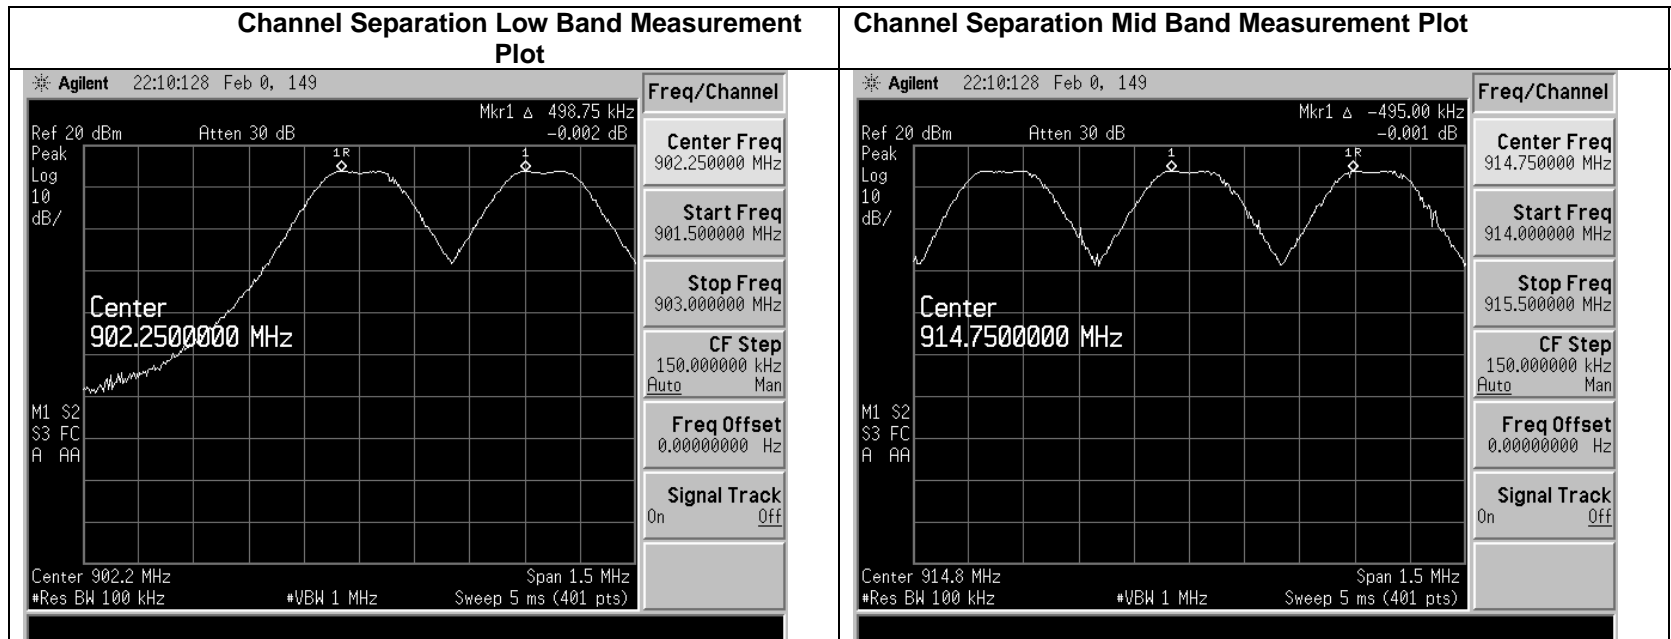 Channel Separation Low Band Measurement
Plot
Agilent 22:10:128 Feb 0, 149
Mkr1 Δ 498.75 kHz
Ref 20 dBm Atten 30 dB -0.002 dB
Peak
Log
10
dB/
1R 1
Center
902.2500000 MHz
M1 S2
S3 FC
A AA
Center 902.2 MHz Span 1.5 MHz
#Res BW 100 kHz #VBW 1 MHz Sweep 5 ms (401 pts)
Freq/Channel
Center Freq
902.250000 MHz
Start Freq
901.500000 MHz
Stop Freq
903.000000 MHz
CF Step
150.000000 kHz
Auto Man
Freq Offset
0.00000000 Hz
Signal Track
On Off
Channel Separation Mid Band Measurement Plot
Agilent 22:10:128 Feb 0, 149
Mkr1 Δ -495.00 kHz
Ref 20 dBm Atten 30 dB -0.001 dB
Peak
Log
10
dB/
1 1R
Center
914.7500000 MHz
M1 S2
S3 FC
A AA
Center 914.8 MHz Span 1.5 MHz
#Res BW 100 kHz #VBW 1 MHz Sweep 5 ms (401 pts)
Freq/Channel
Center Freq
914.750000 MHz
Start Freq
914.000000 MHz
Stop Freq
915.500000 MHz
CF Step
150.000000 kHz
Auto Man
Freq Offset
0.00000000 Hz
Signal Track
On Off